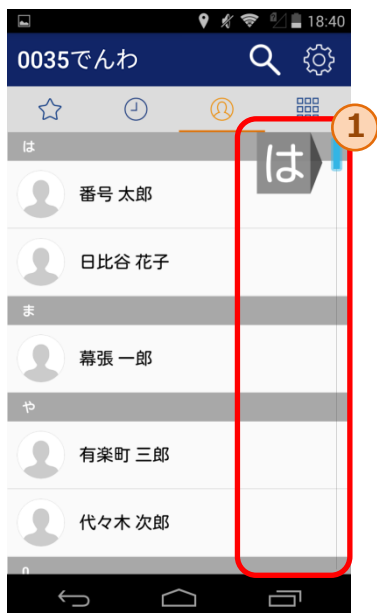 18:40
0035でんわ
1
は
は
番号 太郎
日比谷 花子
ま
幕張 一郎
や
有楽町 三郎
代々木 次郎